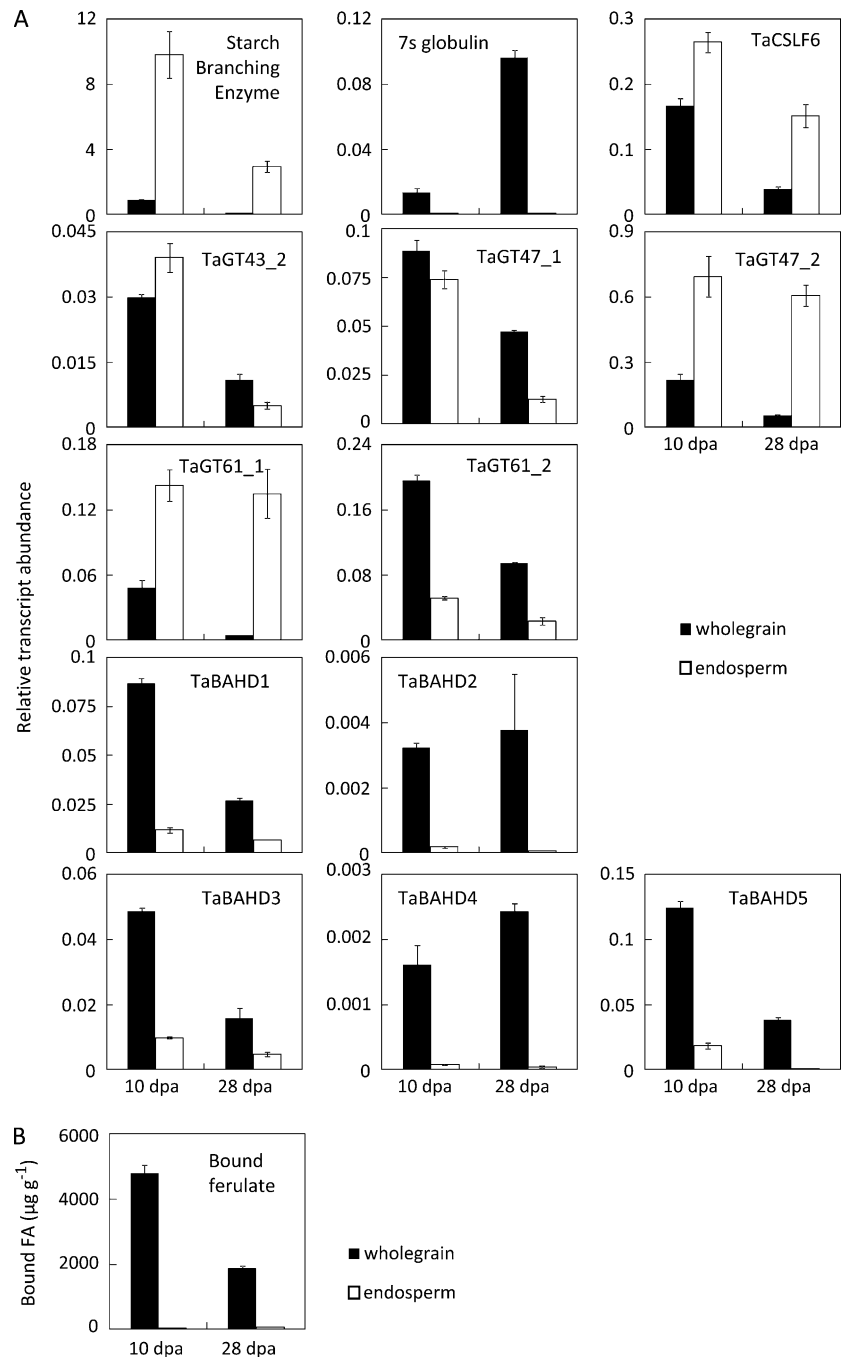 A
12
8
4
0
Starch
Branching
Enzyme
0.12
0.08
0.04
0
7s globulin
0.3
0.2
0.1
0
TaCSLF6
0.045
0.03
0.015
0
TaGT43_2
0.1
0.075
0.05
0.025
0
TaGT47_1
0.9
0.6
0.3
0
TaGT47_2
10 dpa 28 dpa
Relative transcript abundance
0.18
0.12
0.06
0
TaGT61_1
0.24
0.16
0.08
0
TaGT61_2
wholegrain
endosperm
0.1
0.075
0.05
0.025
0
TaBAHD1
0.006
0.004
0.002
0
TaBAHD2
0.06
0.04
0.02
0
TaBAHD3
10 dpa 28 dpa
0.003
0.002
0.001
0
TaBAHD4
10 dpa 28 dpa
0.15
0.1
0.05
0
TaBAHD5
10 dpa 28 dpa
B
Bound FA (µg g⁻¹)
6000
4000
2000
0
Bound
ferulate
10 dpa 28 dpa
wholegrain
endosperm